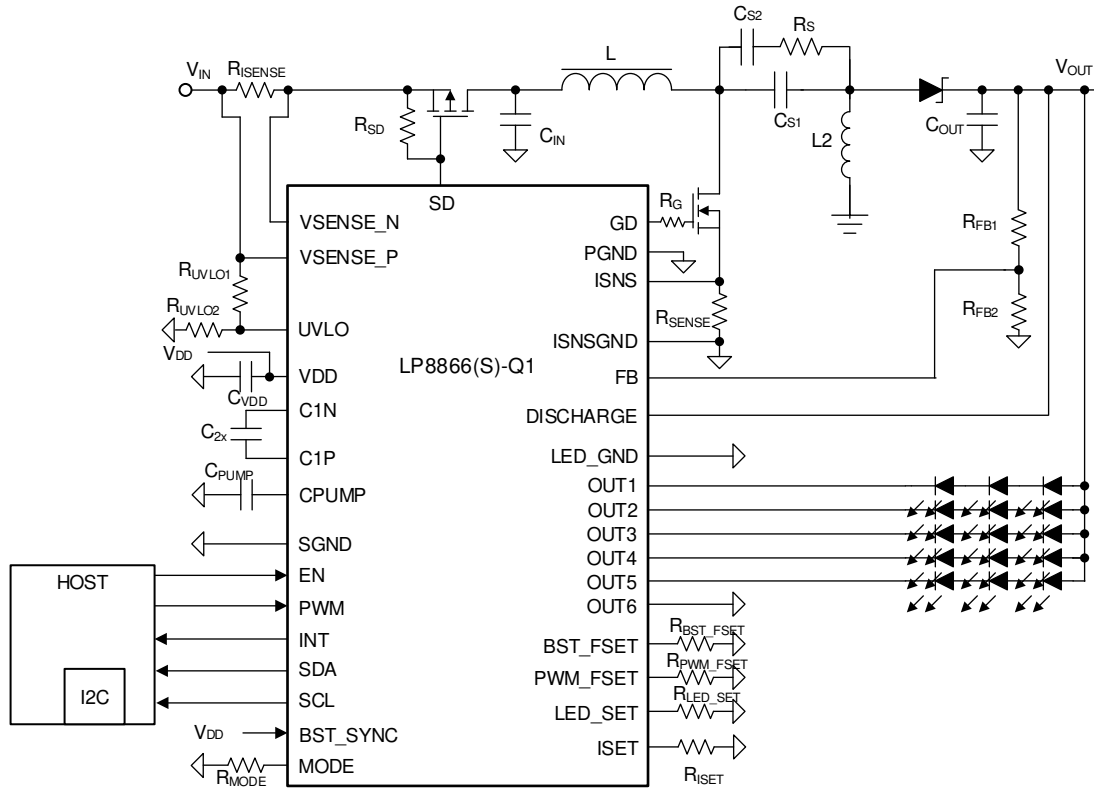 CS2
RS
VIN
RISENSE
L
VOUT
RSD
CIN
CS1
L2
COUT
SD
RG
VSENSE_N
GD
RFB1
VSENSE_P
PGND
RUVLO1
ISNS
RUVLO2
RSENSE
RFB2
UVLO
ISNSGND
VDD
LP8866(S)-Q1
VDD
FB
CVDD
C1N
DISCHARGE
C2x
C1P
LED_GND
CPUMP
CPUMP
OUT1
OUT2
SGND
OUT3
OUT4
HOST
EN
OUT5
PWM
OUT6
INT
RBST_FSET
BST_FSET
SDA
RPWM_FSET
PWM_FSET
I2C
SCL
RLED_SET
LED_SET
VDD
BST_SYNC
ISET
MODE
RMODE
RISET